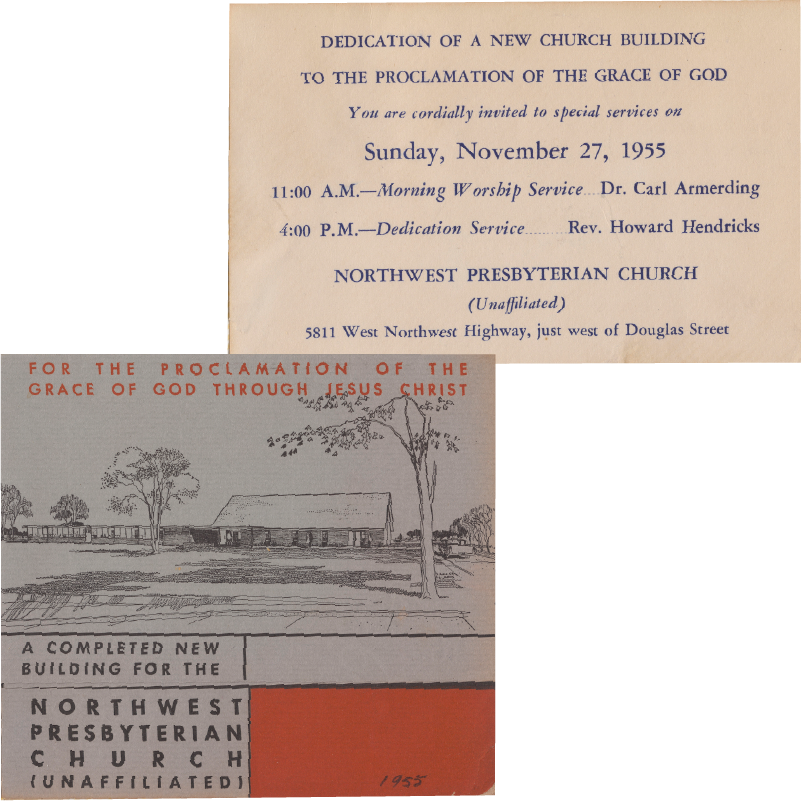 DEDICATION OF A NEW CHURCH BUILDING
TO THE PROCLAMATION OF THE GRACE OF GOD
You are cordially invited to special services on
Sunday, November 27, 1955
11:00 A.M.—Morning Worship Service....Dr. Carl Armerding
4:00 P.M.—Dedication Service..........Rev. Howard Hendricks
NORTHWEST PRESBYTERIAN CHURCH
(Unaffiliated)
5811 West Northwest Highway, just west of Douglas Street
FOR THE PROCLAMATION OF THE
GRACE OF GOD THROUGH JESUS CHRIST
A COMPLETED NEW
BUILDING FOR THE
NORTHWEST
PRESBYTERIAN
CHURCH
(UNAFFILIATED)
1955